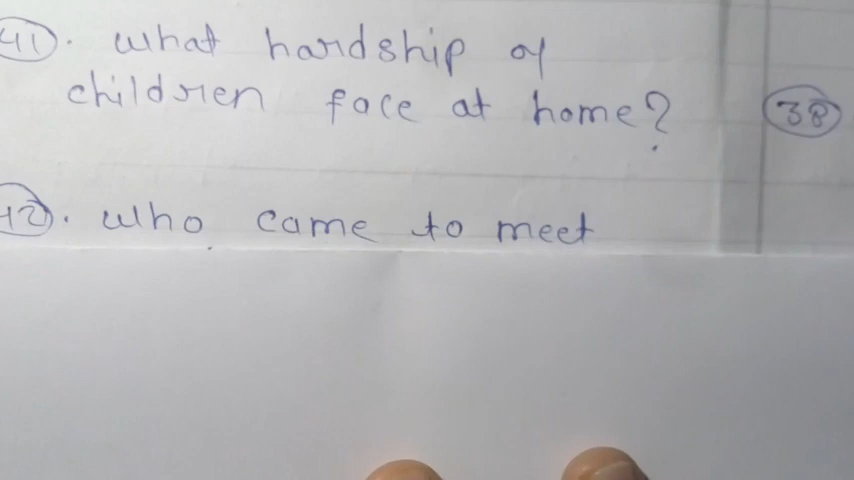 41. what hardship of
children face at home?
38
42. who came to meet